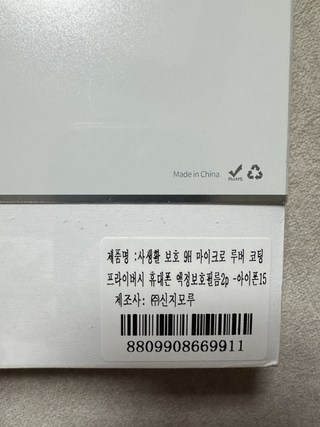 Made in China
RoHS
제품명 :사생활 보호 9H 마이크로 루버 코팅
프라이버시 휴대폰 액정보호필름2p -아이폰15
제조사: ㈜신지모루
8809908669911